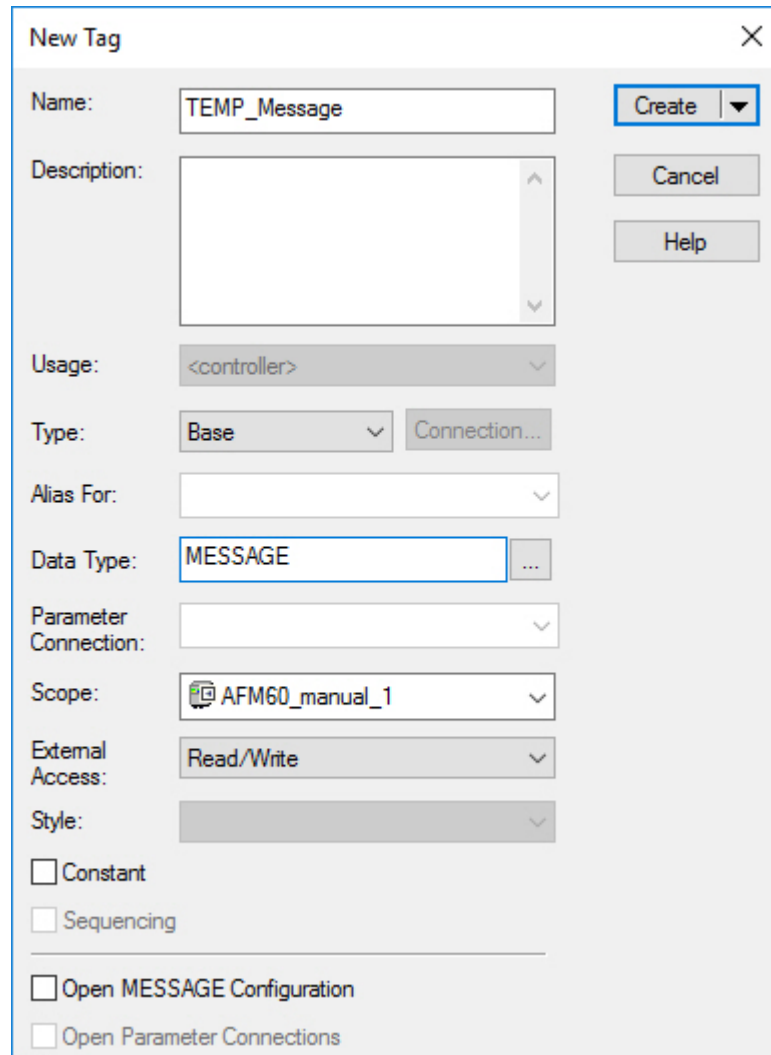 New Tag
Name: TEMP_Message Create
Description: Cancel
Help
Usage: <controller>
Type: Base Connection...
Alias For:
Data Type: MESSAGE ...
Parameter
Connection:
Scope: AFM60_manual_1
External
Access: Read/Write
Style:
Constant
Sequencing
Open MESSAGE Configuration
Open Parameter Connections